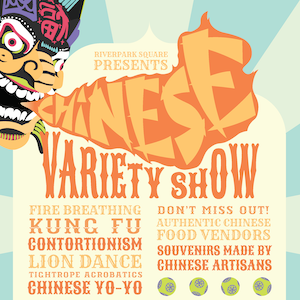 RIVERPARK SQUARE
PRESENTS
CHINESE
VARIETY SHOW
FIRE BREATHING
KUNG FU
CONTORTIONISM
LION DANCE
TIGHTROPE ACROBATICS
CHINESE YO-YO
DON'T MISS OUT!
AUTHENTIC CHINESE
FOOD VENDORS
SOUVENIRS MADE BY
CHINESE ARTISANS